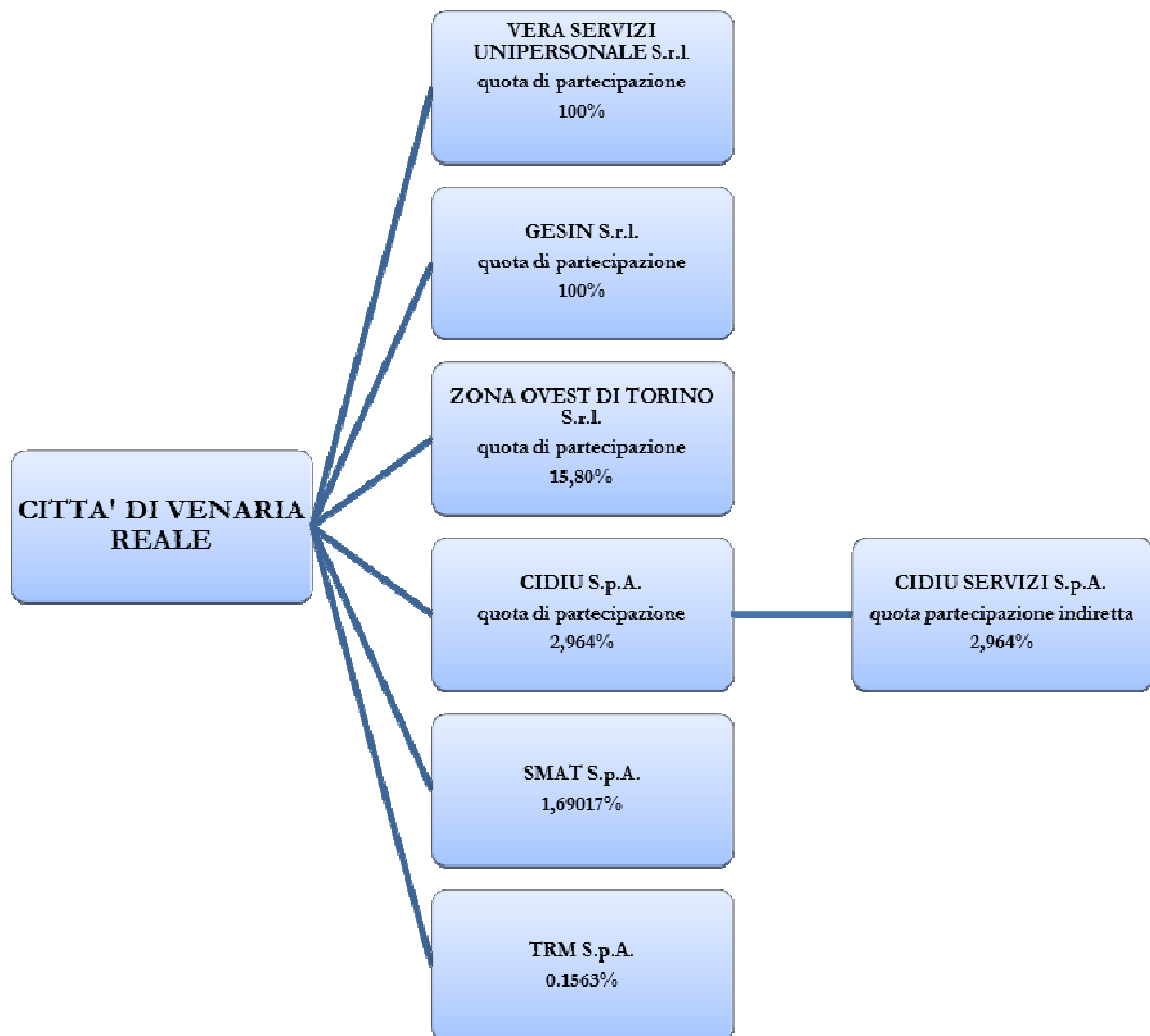 VERA SERVIZI
UNIPERSONALE S.r.l
quota di partecipazione
100%
GESIN S.r.l.
quota di partecipazione
100%
ZONA OVEST DI TORINO
S.r.l.
quota di partecipazione
15,80%
CITTA' DI VENARIA
REALE
CIDIU S.p.A.
quota di partecipazione
2,964%
CIDIU SERVIZI S.p.A.
quota partecipazione indiretta
2,964%
SMAT S.p.A.
1,69017%
TRM S.p.A.
0.1563%